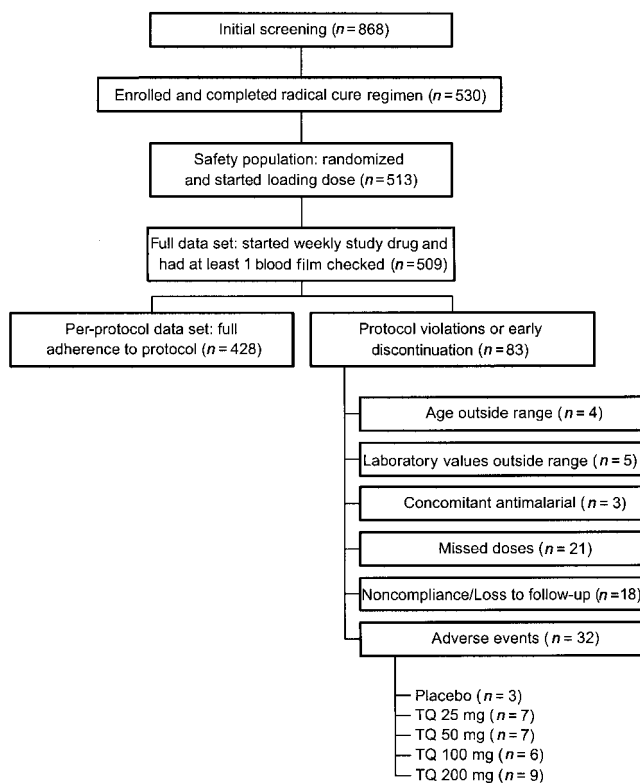 Initial screening (n=868)
Enrolled and completed radical cure regimen (n=530)
Safety population: randomized
and started loading dose
(n=513)
Full data set: started weekly study drug and
had at least 1 blood film checked (n=509)
Per-protocol data set: full
adherence to protocol (n = 428)
Protocol violations or early
discontinuation (n = 83)
Age outside range (n = 4)
Laboratory values outside range (n = 5)
Concomitant antimalarial (n = 3)
Missed doses (n = 21)
Noncompliance/Loss to follow-up (n=18)
Adverse events (n = 32)
Placebo (n = 3)
TQ 25 mg (n = 7)
TQ 50 mg (n = 7)
TQ 100 mg (n = 6)
TQ 200 mg (n = 9)